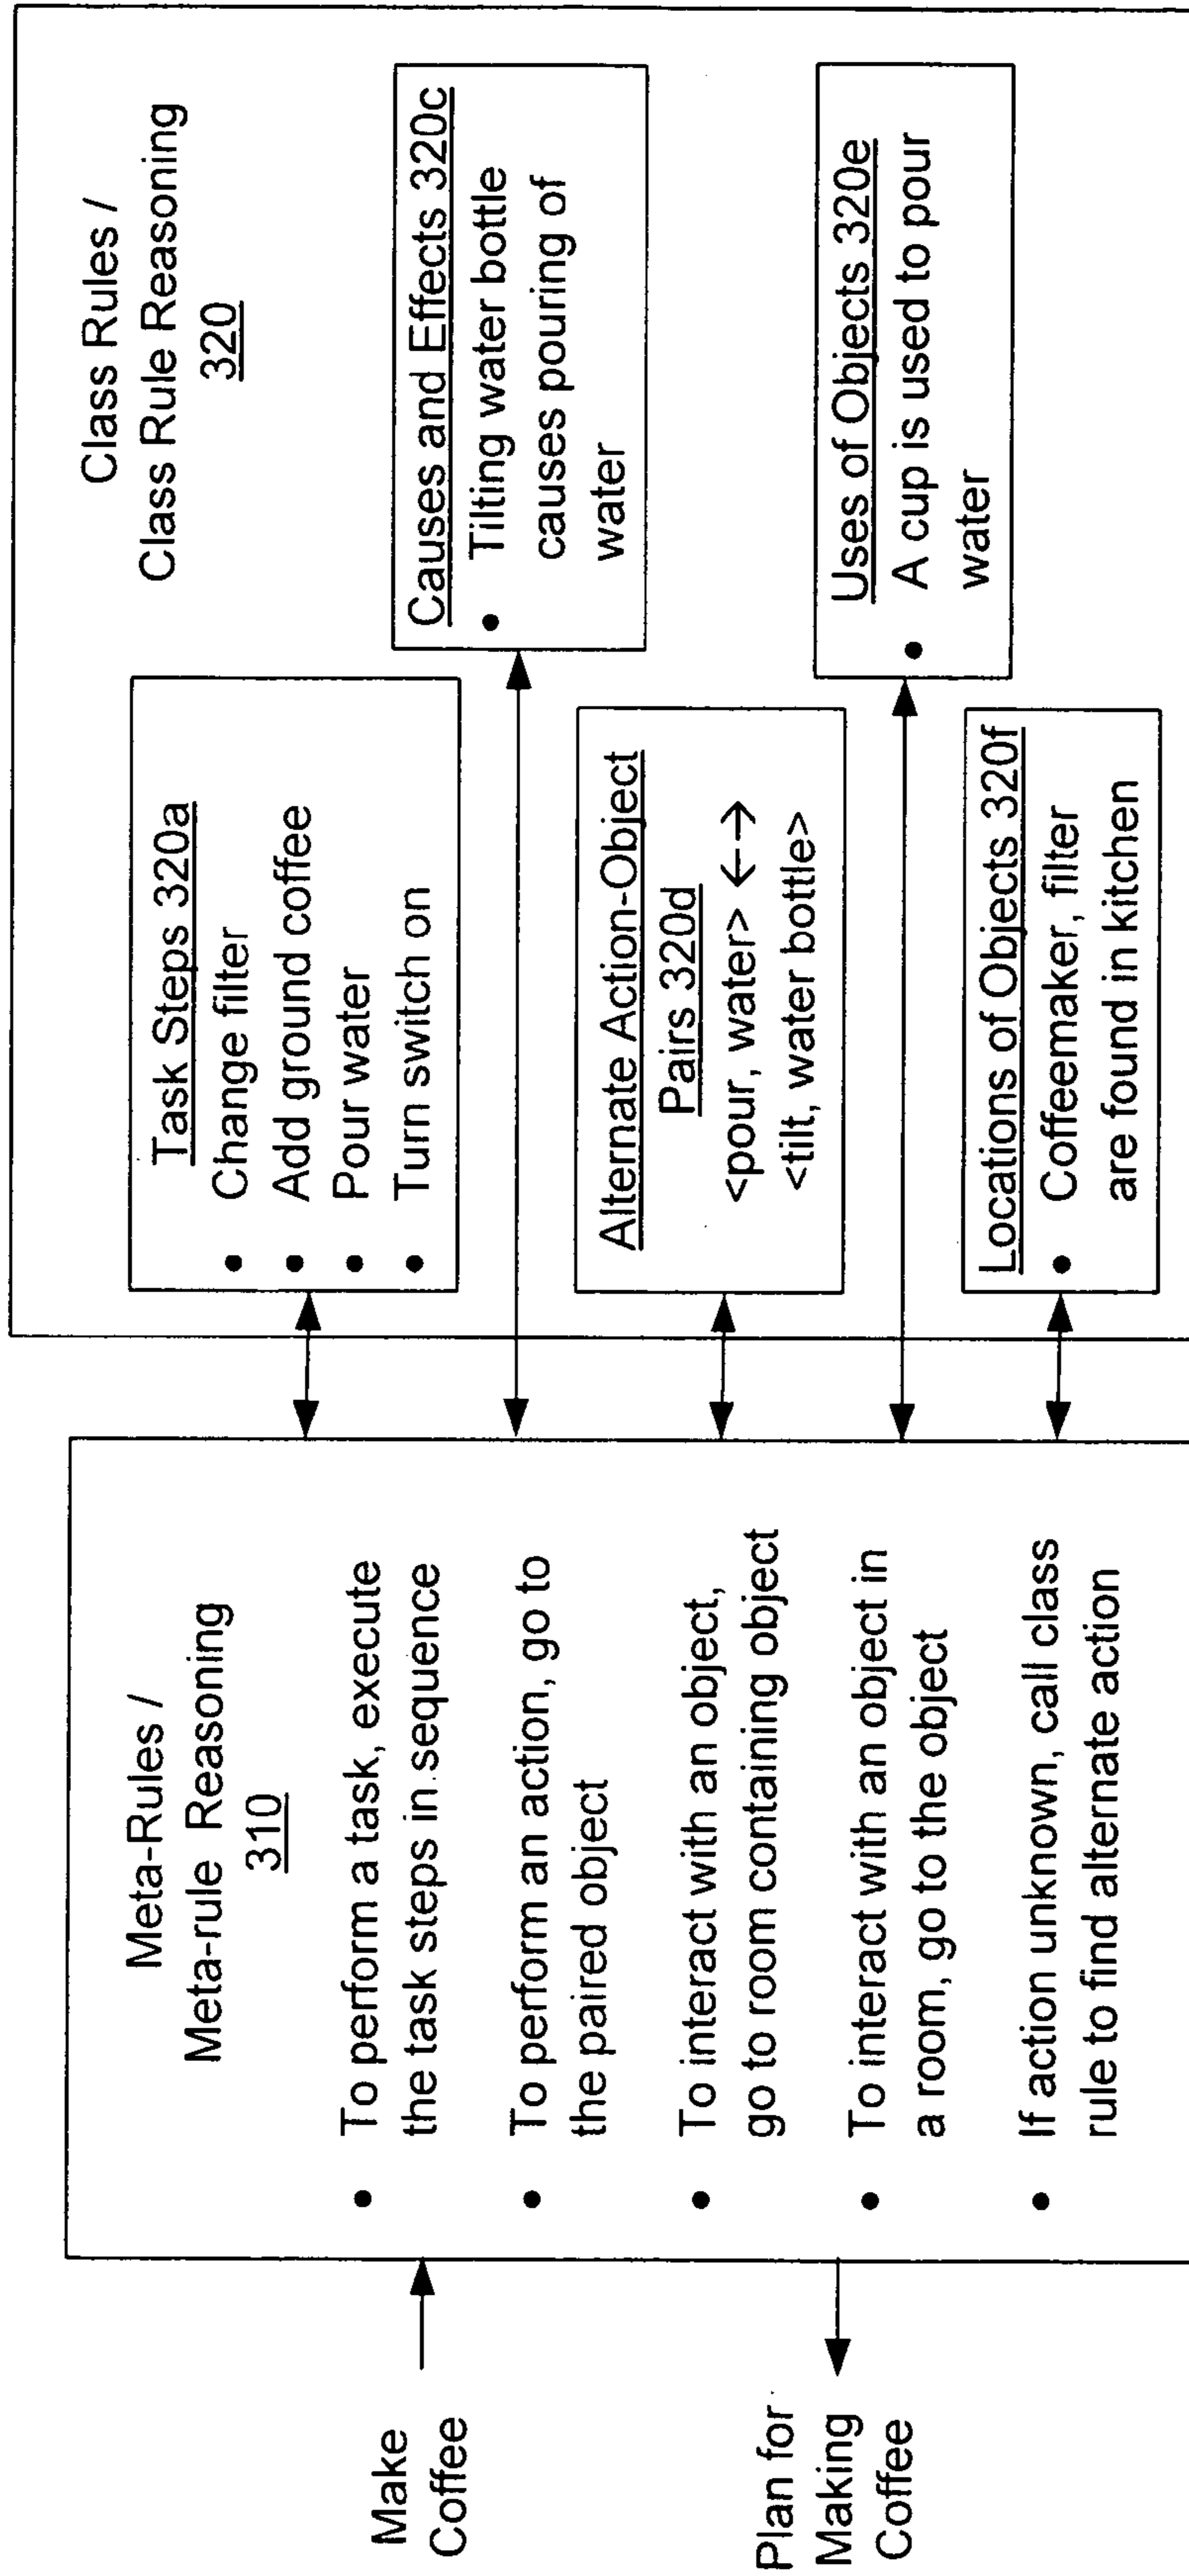 Make
Coffee
Plan for
Making
Coffee
Meta-Rules /
Meta-rule Reasoning
310
• To perform a task, execute
the task steps in sequence
• To perform an action, go to
the paired object
• To interact with an object,
go to room containing object
• To interact with an object in
a room, go to the object
• If action unknown, call class
rule to find alternate action
Class Rules /
Class Rule Reasoning
320
Task Steps 320a
• Change filter
• Add ground coffee
• Pour water
• Turn switch on
Causes and Effects 320c
• Tilting water bottle
causes pouring of
water
Alternate Action-Object
Pairs 320d
<pour, water> ←→
<tilt, water bottle>
Uses of Objects 320e
• A cup is used to pour
water
Locations of Objects 320f
• Coffeemaker, filter
are found in kitchen